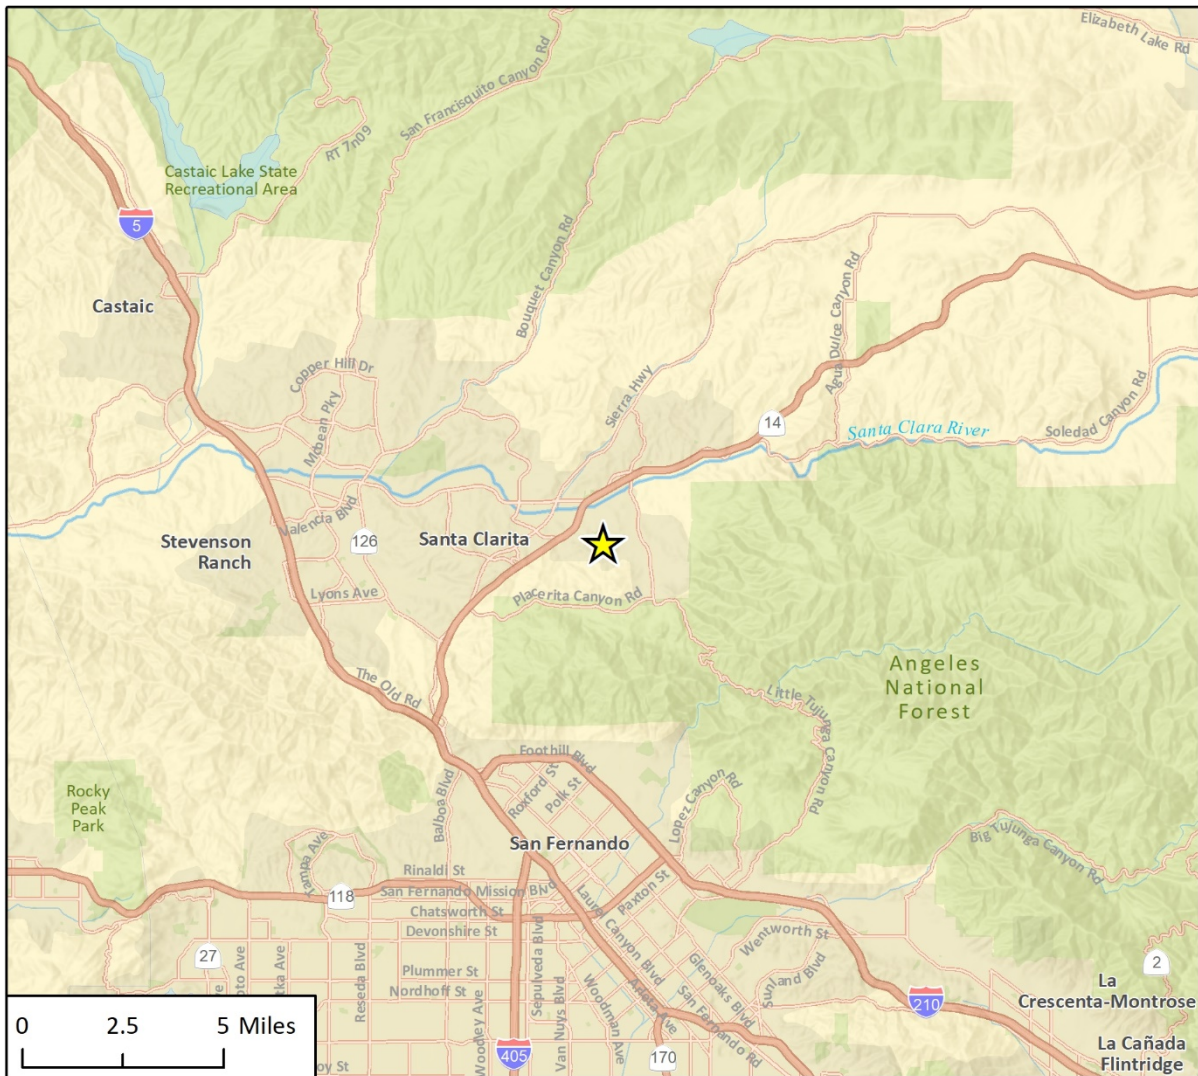 Elizabeth Lake Rd
San Francisquito Canyon Rd
RT 7n09
Castaic Lake State
Recreational Area
5
Bouquet Canyon Rd
Castaic
Agua Dulce Canyon Rd
Copper Hill Dr
Mcbean Pky
Sierra Hwy
14
Santa Clara River
Soledad Canyon Rd
Valencia Blvd
126
Stevenson
Ranch
Santa Clarita
Lyons Ave
Placerita Canyon Rd
The Old Rd
Angeles
National
Forest
Little Tujunga Canyon Rd
Foothill Blvd
Roxford St
Polk St
Lopez Canyon Rd
Balboa Blvd
Rocky
Peak
Park
San Fernando
Big Tujunga Canyon Rd
Tampa Ave
Rinaldi St
118
San Fernando Mission Blvd
Chatsworth St
Devonshire St
Laurel Canyon Blvd
Paxton St
Wentworth St
27
Reseda Blvd
Plummer St
Nordhoff St
Sepulveda Blvd
Van Nuys Blvd
Woodley Ave
Woodman Ave
Arleta Ave
Glenoaks Blvd
San Fernando Rd
Sunland Blvd
2
La
Crescenta-Montrose
210
La Cañada
Flintridge
405
170
0 2.5 5 Miles